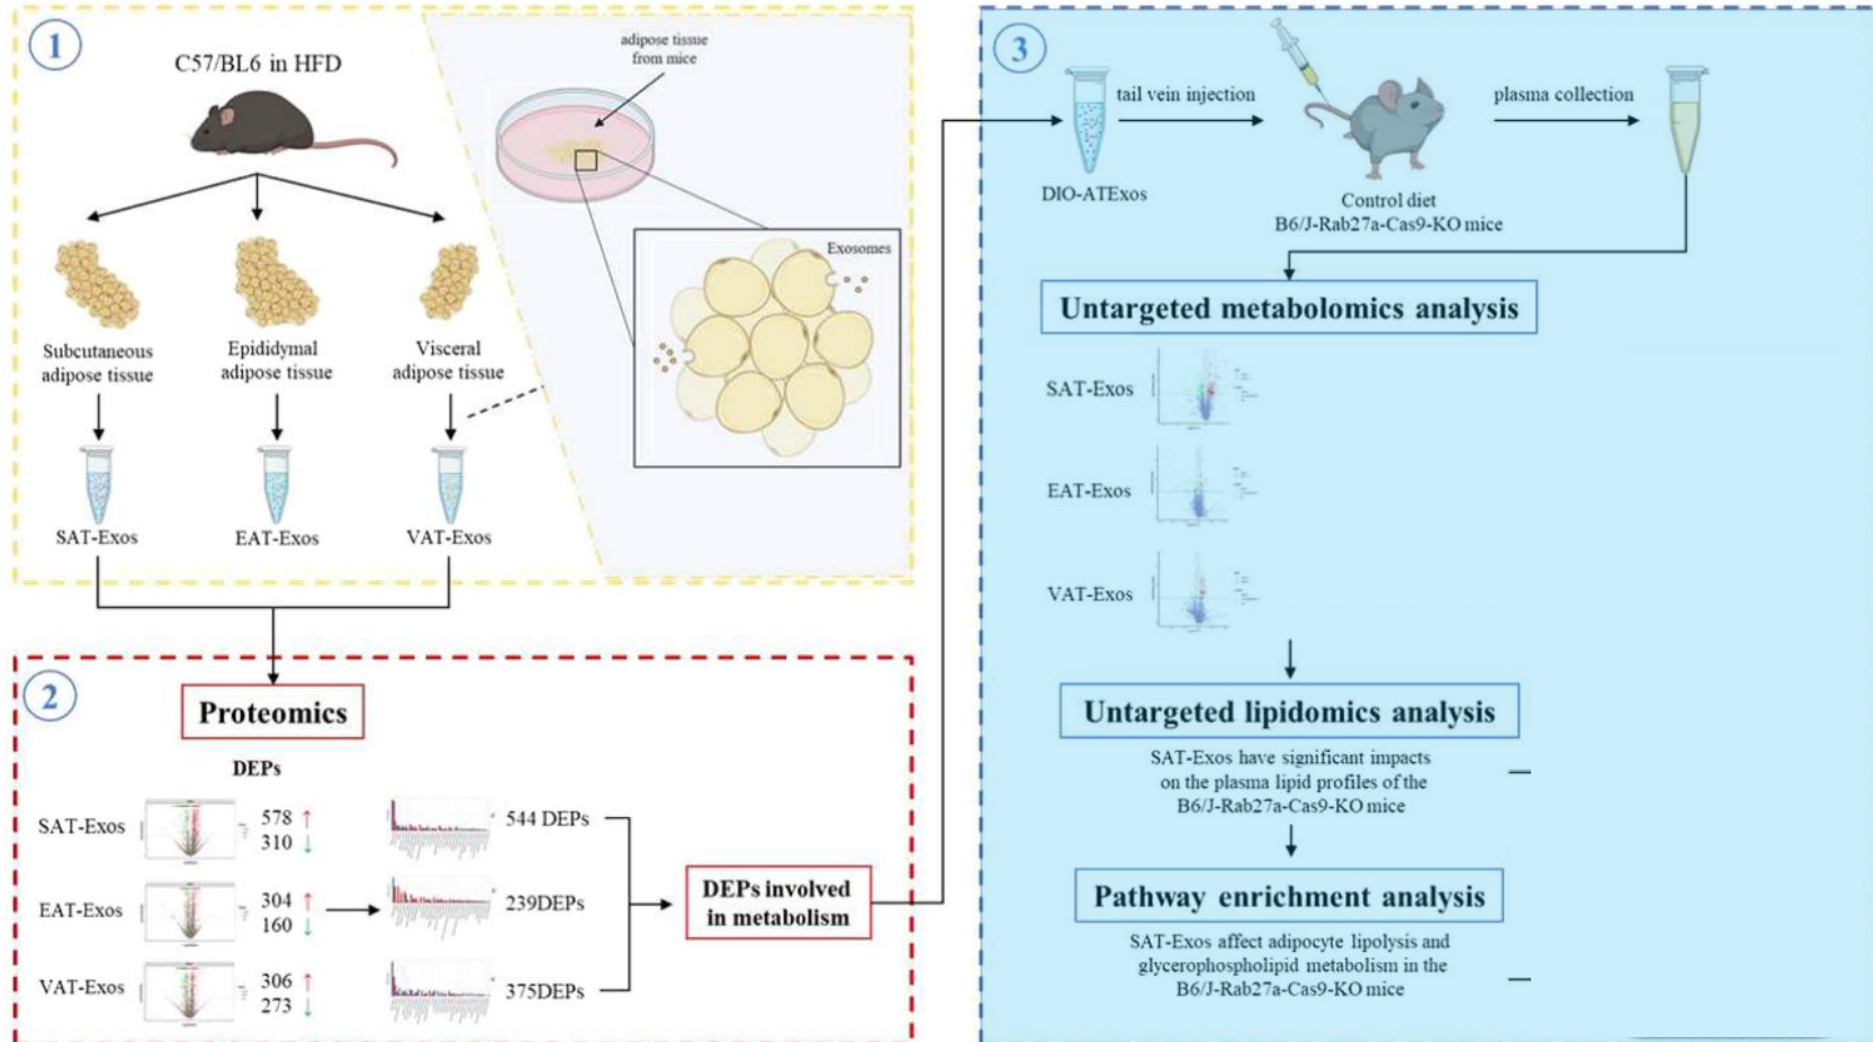 1
C57/BL6 in HFD
adipose tissue
from mice
Exosomes
Subcutaneous
adipose tissue
Epididymal
adipose tissue
Visceral
adipose tissue
SAT-Exos
EAT-Exos
VAT-Exos
2
Proteomics
DEPs
SAT-Exos
578 ↑
310 ↓
544 DEPs
EAT-Exos
304 ↑
160 ↓
239DEPs
VAT-Exos
306 ↑
273 ↓
375DEPs
DEPs involved
in metabolism
3
tail vein injection
plasma collection
DIO-ATExos
Control diet
B6/J-Rab27a-Cas9-KO mice
Untargeted metabolomics analysis
SAT-Exos
EAT-Exos
VAT-Exos
Untargeted lipidomics analysis
SAT-Exos have significant impacts
on the plasma lipid profiles of the
B6/J-Rab27a-Cas9-KO mice
Pathway enrichment analysis
SAT-Exos affect adipocyte lipolysis and
glycerophospholipid metabolism in the
B6/J-Rab27a-Cas9-KO mice